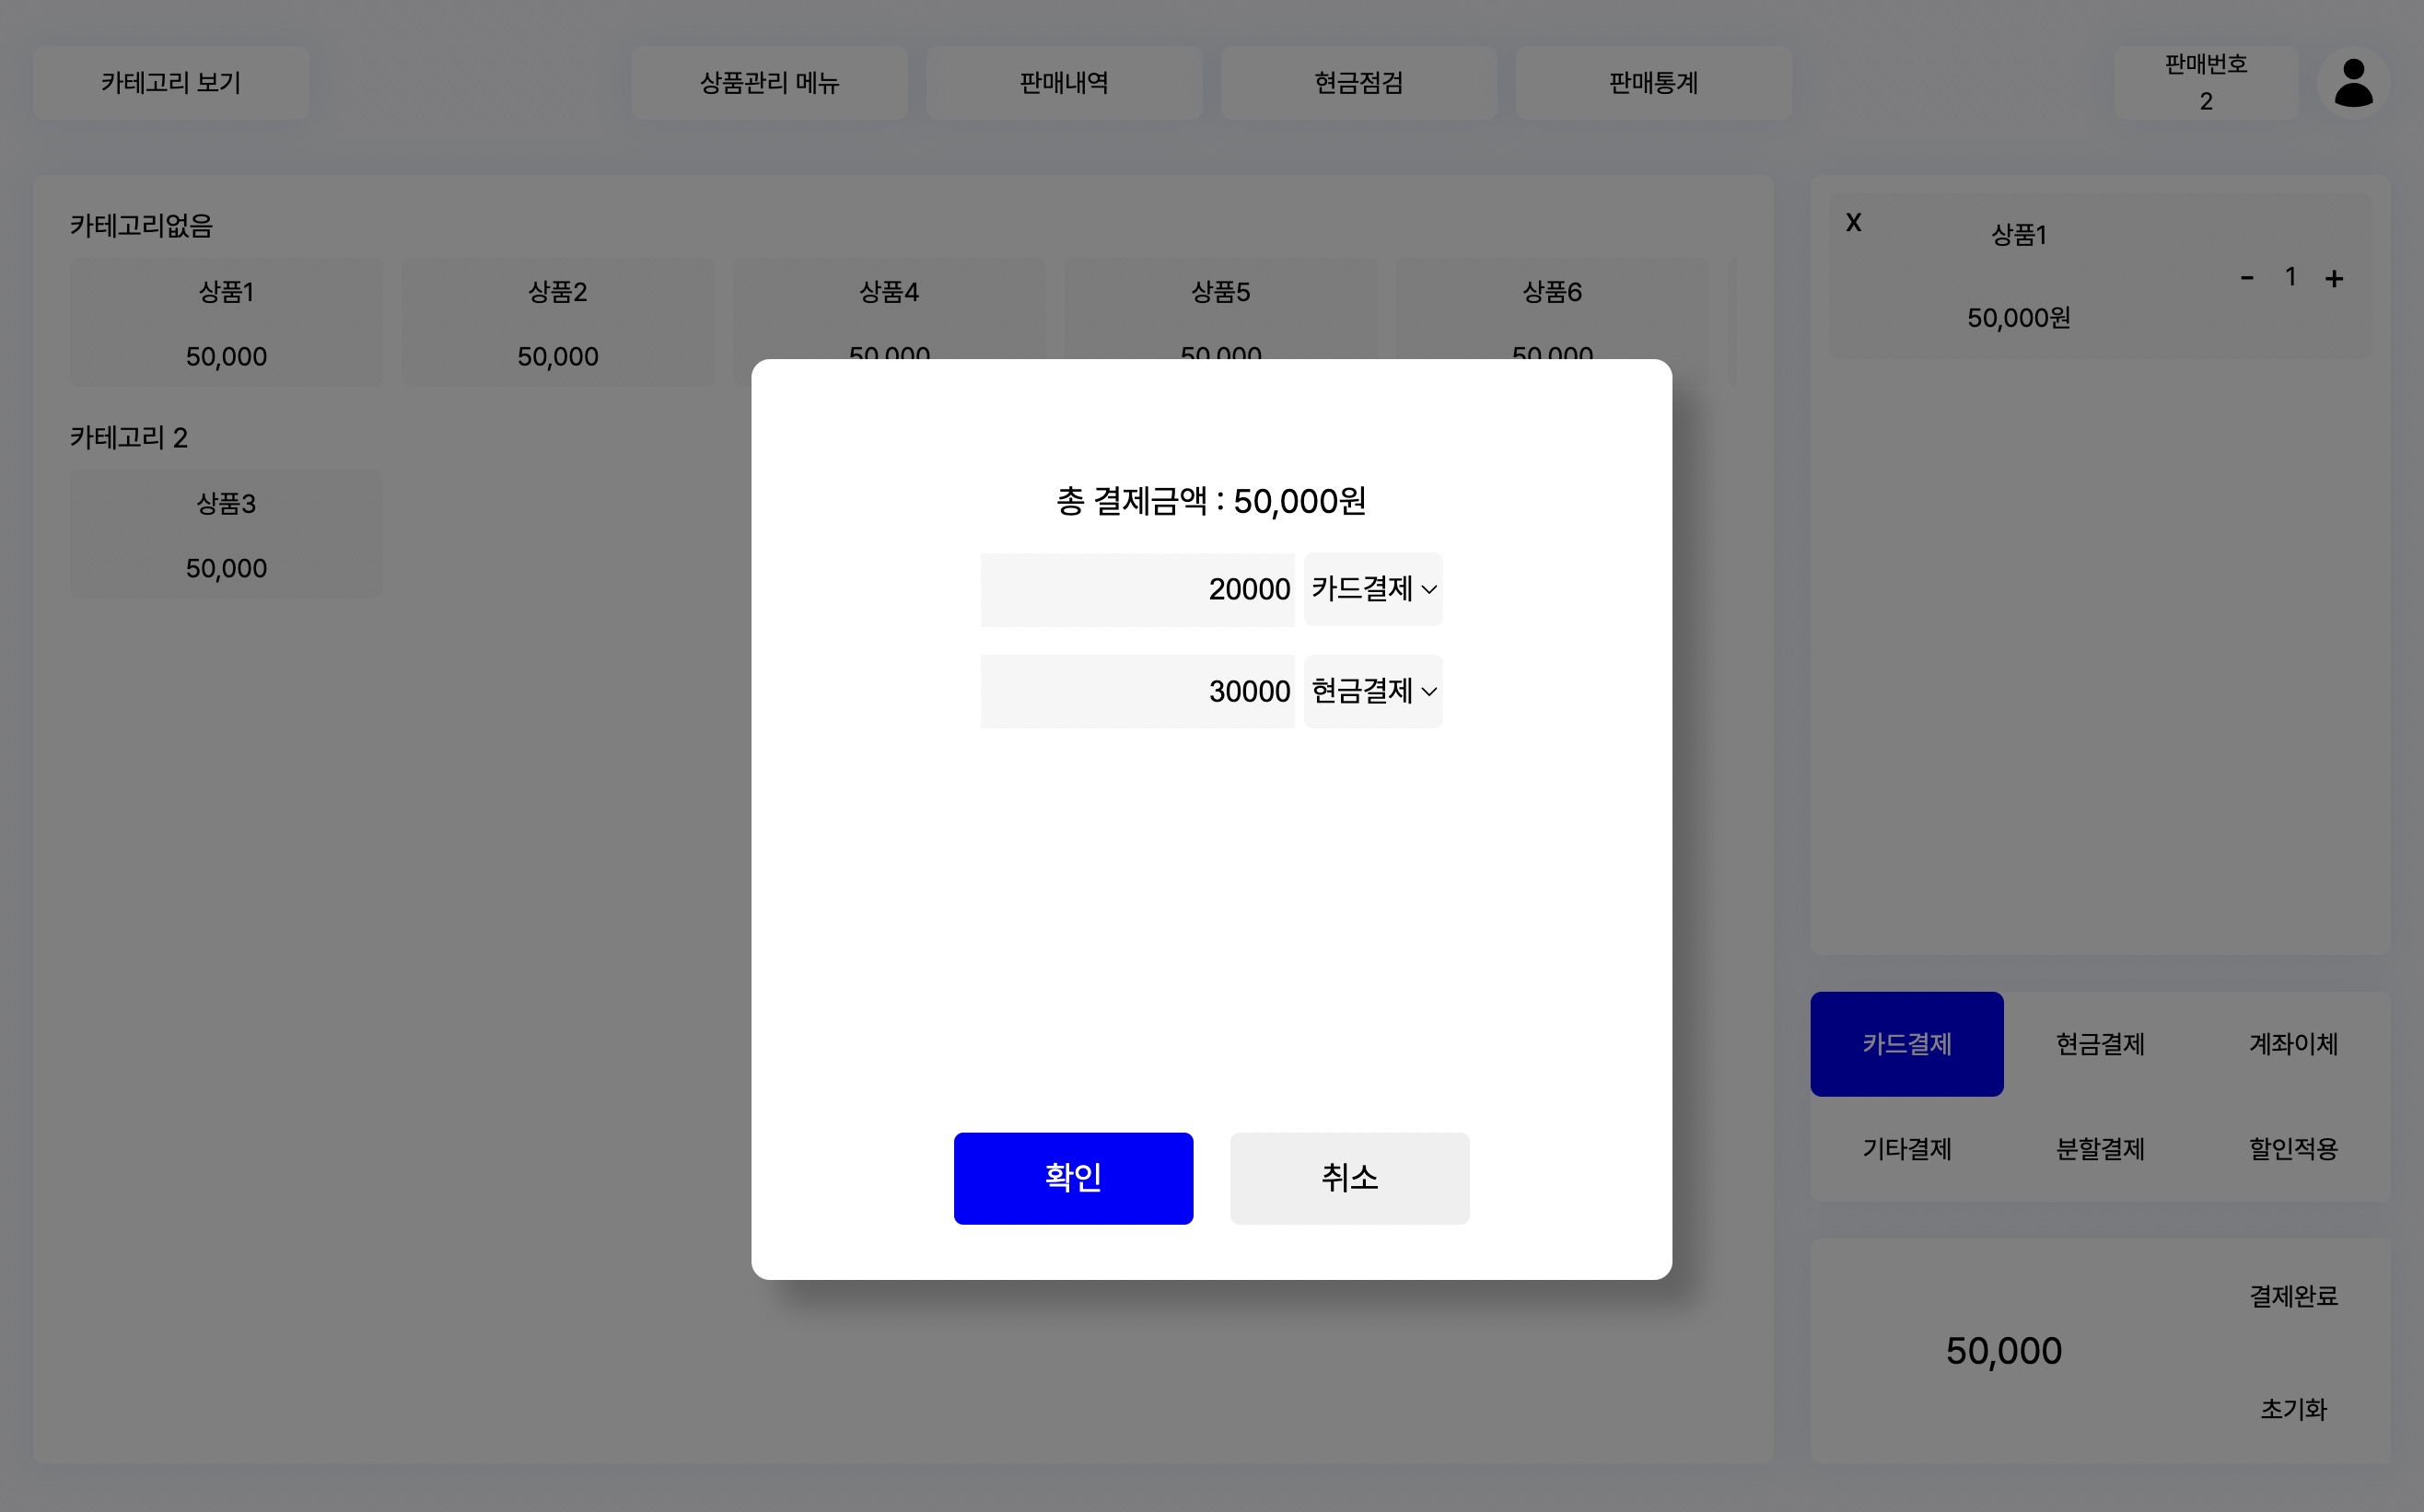 카테고리 보기
상품관리 메뉴
판매내역
현금점검
판매통계
판매번호
2
카테고리없음
상품1
50,000
상품2
50,000
상품4
50,000
상품5
50,000
상품6
50,000
카테고리 2
상품3
50,000
X
상품1
50,000원
- 1 +
총 결제금액 : 50,000원
20000 카드결제
30000 현금결제
확인
취소
카드결제
현금결제
계좌이체
기타결제
분할결제
할인적용
50,000
결제완료
초기화